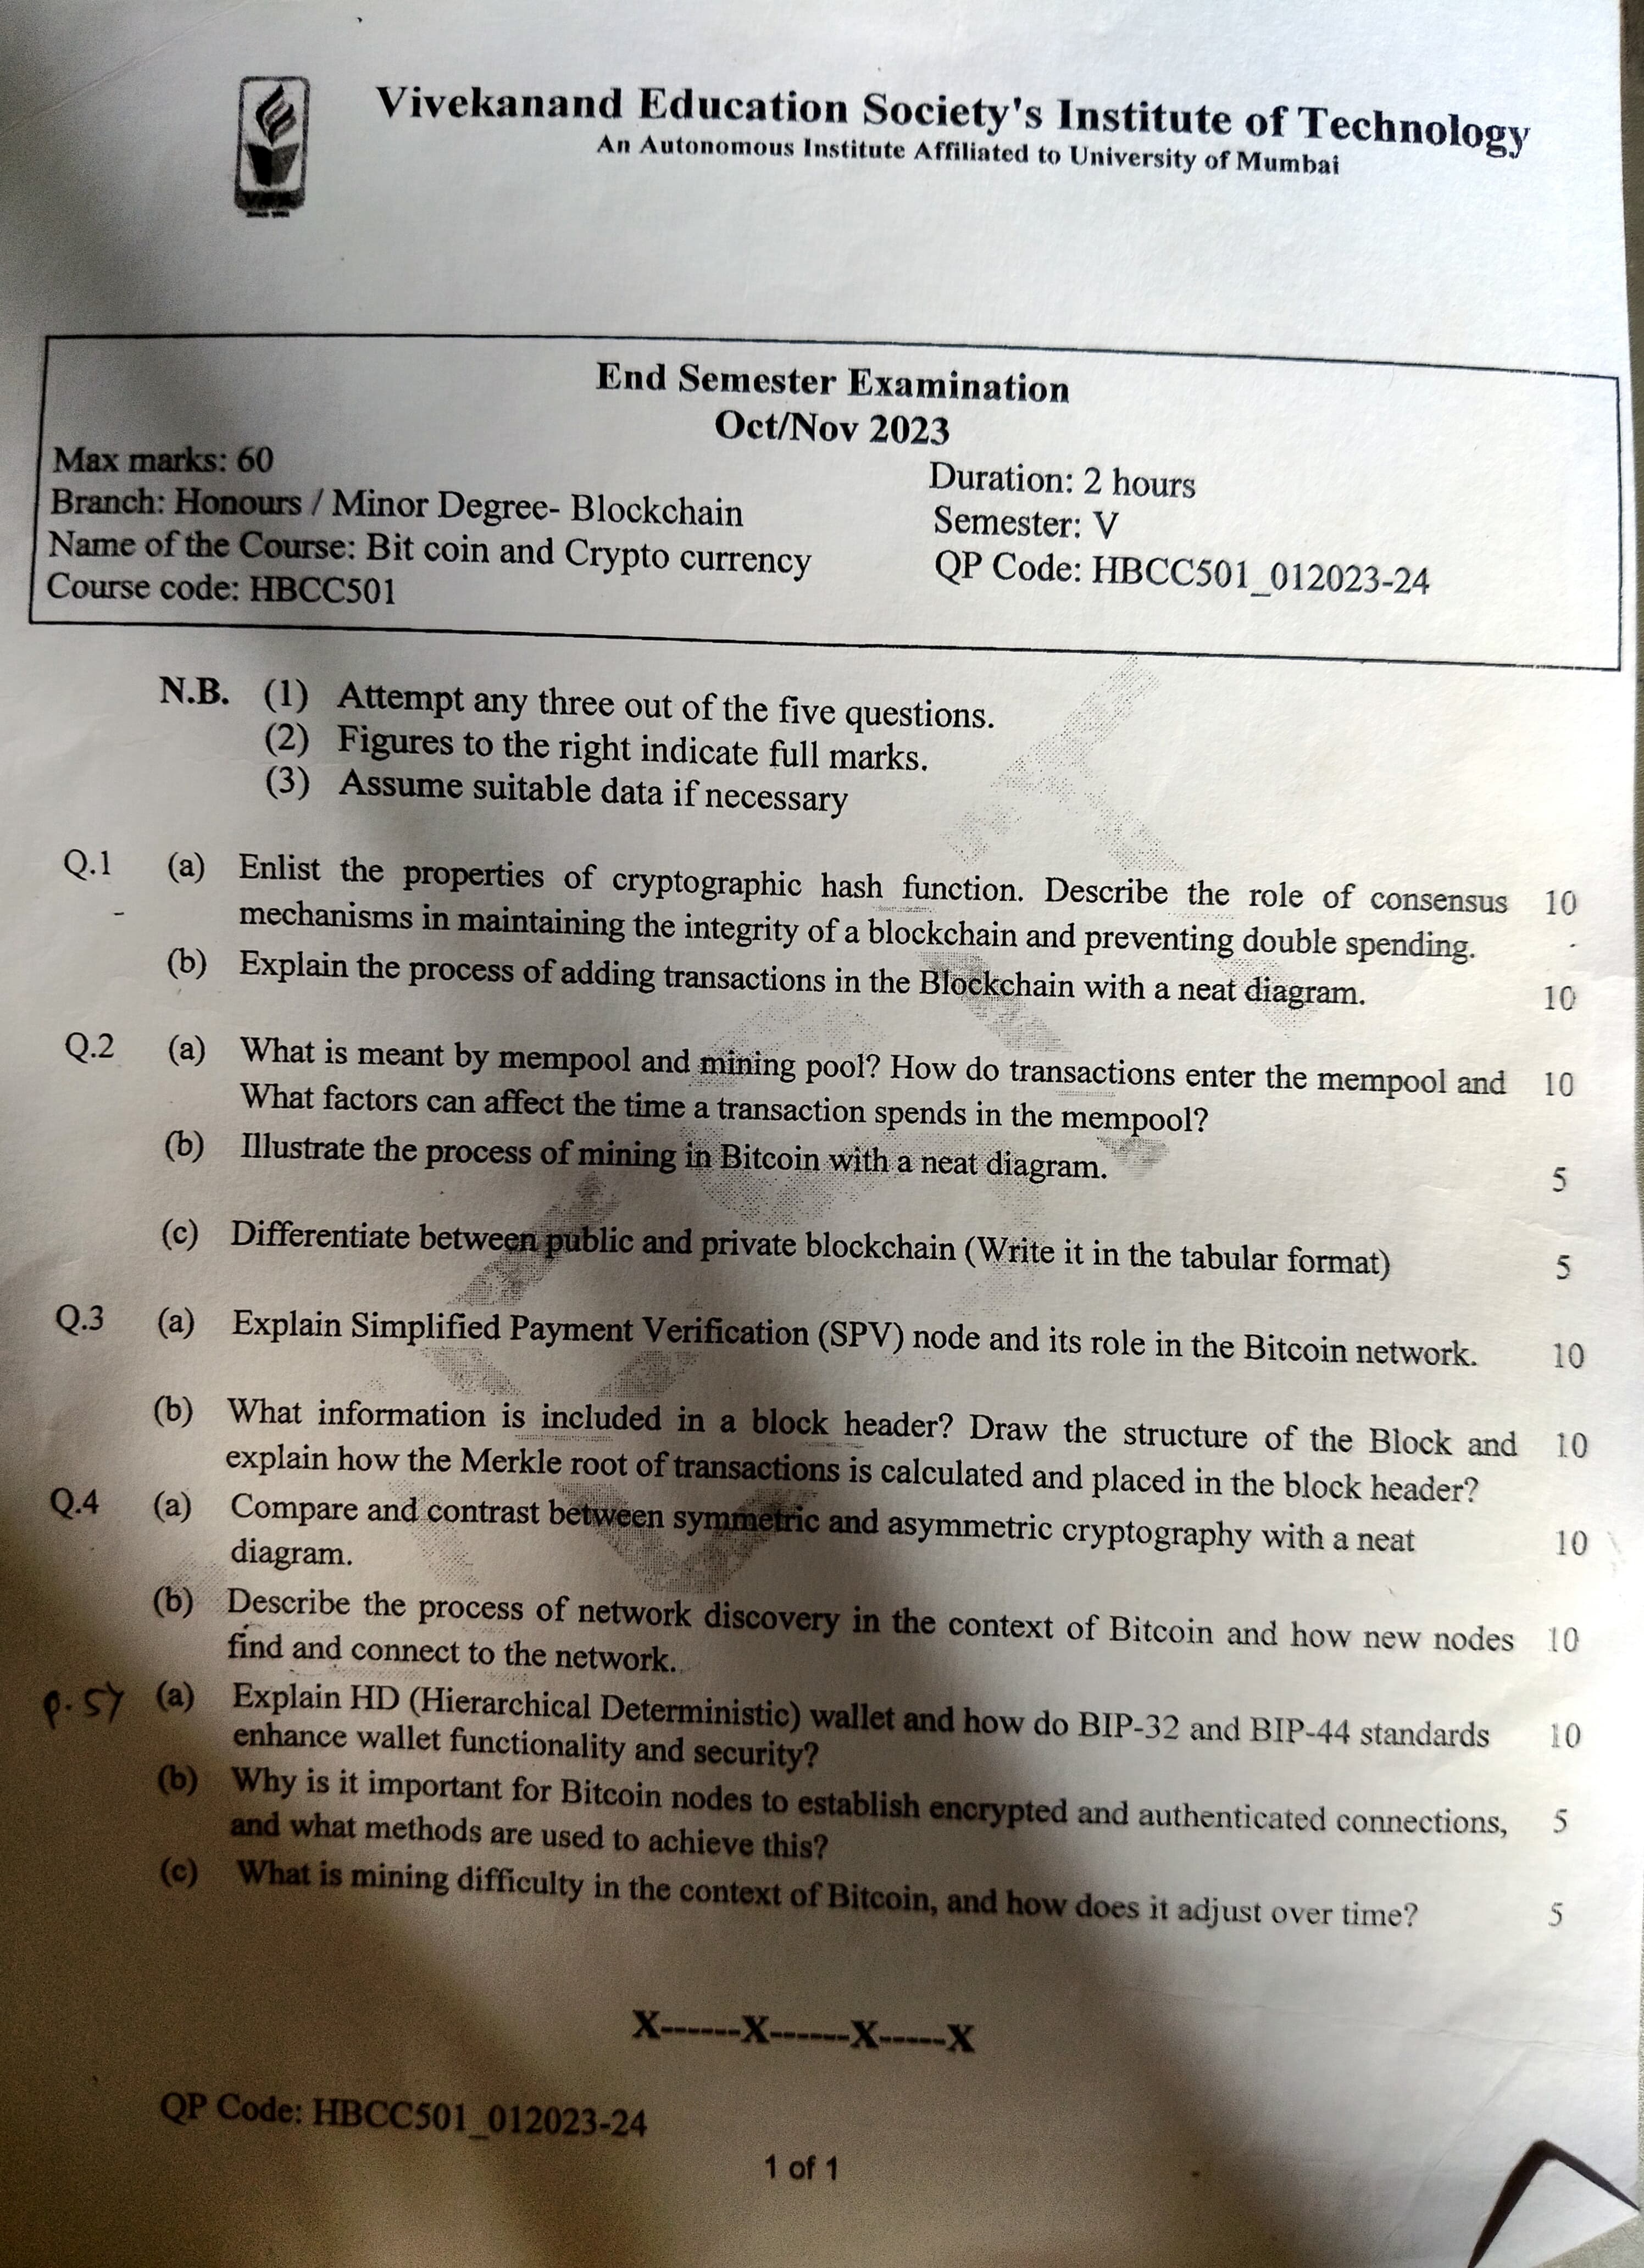 Vivekanand Education Society's Institute of Technology
An Autonomous Institute Affiliated to University of Mumbai
End Semester Examination
Oct/Nov 2023
Max marks: 60
Duration: 2 hours
Branch: Honours / Minor Degree- Blockchain
Semester: V
Name of the Course: Bit coin and Crypto currency
QP Code: HBCC501_012023-24
Course code: HBCC501
N.B. (1) Attempt any three out of the five questions.
(2) Figures to the right indicate full marks.
(3) Assume suitable data if necessary
Q.1 (a) Enlist the properties of cryptographic hash function. Describe the role of consensus 10
mechanisms in maintaining the integrity of a blockchain and preventing double spending.
(b) Explain the process of adding transactions in the Blockchain with a neat diagram. 10
Q.2 (a) What is meant by mempool and mining pool? How do transactions enter the mempool and 10
What factors can affect the time a transaction spends in the mempool?
(b) Illustrate the process of mining in Bitcoin with a neat diagram. 5
(c) Differentiate between public and private blockchain (Write it in the tabular format) 5
Q.3 (a) Explain Simplified Payment Verification (SPV) node and its role in the Bitcoin network. 10
(b) What information is included in a block header? Draw the structure of the Block and 10
explain how the Merkle root of transactions is calculated and placed in the block header?
Q.4 (a) Compare and contrast between symmetric and asymmetric cryptography with a neat 10
diagram.
(b) Describe the process of network discovery in the context of Bitcoin and how new nodes 10
find and connect to the network.
(a) Explain HD (Hierarchical Deterministic) wallet and how do BIP-32 and BIP-44 standards 10
enhance wallet functionality and security?
(b) Why is it important for Bitcoin nodes to establish encrypted and authenticated connections, 5
and what methods are used to achieve this?
(c) What is mining difficulty in the context of Bitcoin, and how does it adjust over time? 5
X------X------X-----X
QP Code: HBCC501_012023-24
1 of 1